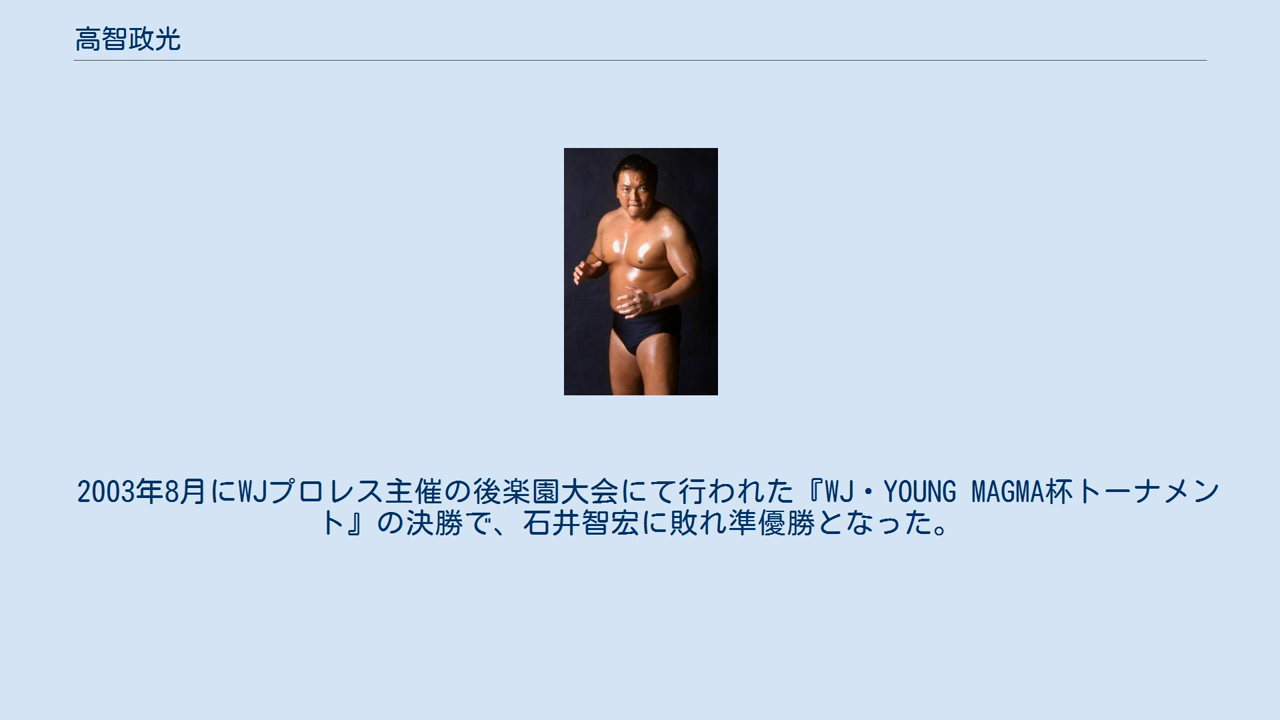 高智政光
2003年8月にWJプロレス主催の後楽園大会にて行われた『WJ・YOUNG MAGMA杯トーナメン
ト』の決勝で、石井智宏に敗れ準優勝となった。